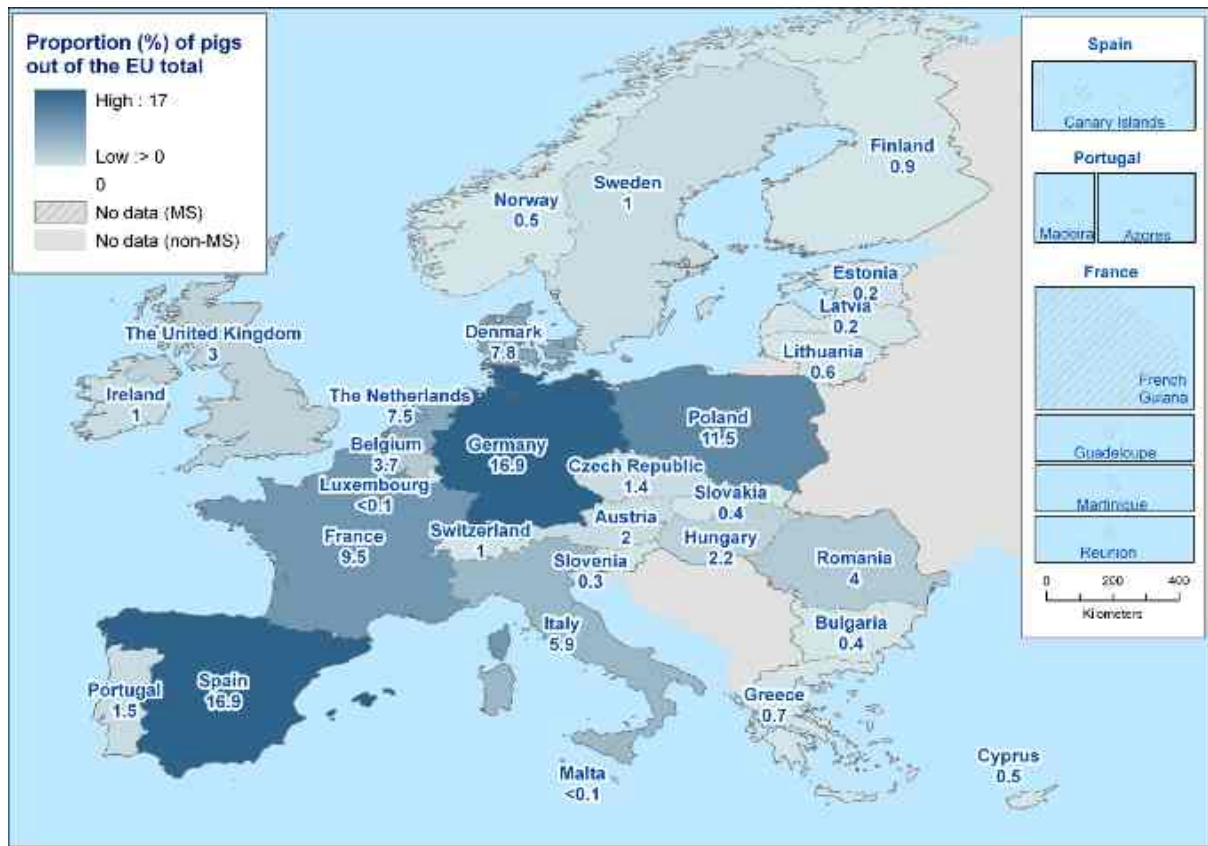 Proportion (%) of pigs
out of the EU total
High : 17
Low :> 0
0
No data (MS)
No data (non-MS)
Norway
0.5
Sweden
1
Finland
0.9
Estonia
0.2
Latvia
0.2
Lithuania
0.6
The United Kingdom
3
Ireland
1
Denmark
7.8
The Netherlands
7.5
Belgium
3.7
Luxembourg
<0.1
Germany
16.9
Poland
11.5
Czech Republic
1.4
Slovakia
0.4
Austria
2
Hungary
2.2
Switzerland
1
Slovenia
0.3
France
9.5
Romania
4
Bulgaria
0.4
Italy
5.9
Portugal
1.5
Spain
16.9
Greece
0.7
Malta
<0.1
Cyprus
0.5
Spain
Canary Islands
Portugal
Madeira
Azores
France
French
Guiana
Guadeloupe
Martinique
Reunion
0 200 400
Kilometers